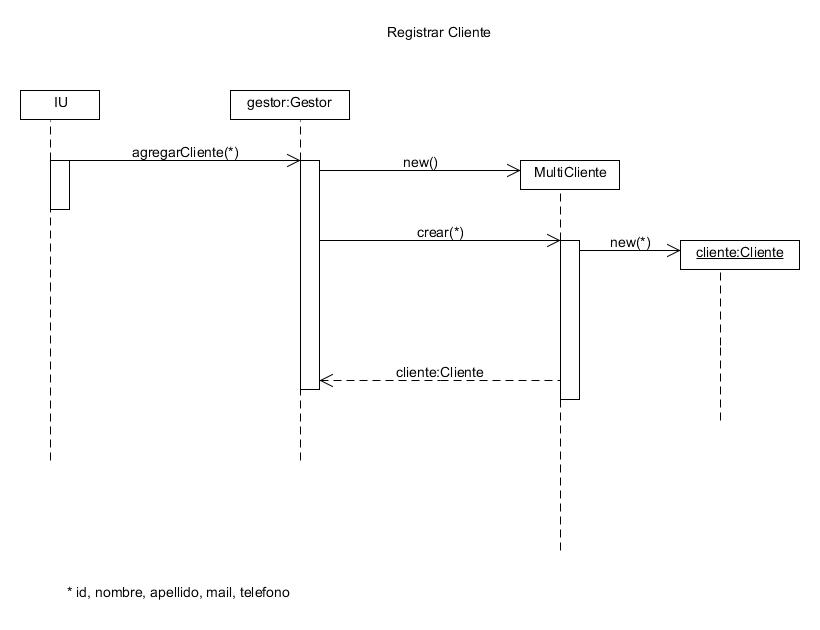 Registrar Cliente
IU
gestor:Gestor
agregarCliente(*)
new()
MultiCliente
crear(*)
new(*)
cliente:Cliente
cliente:Cliente
* id, nombre, apellido, mail, telefono